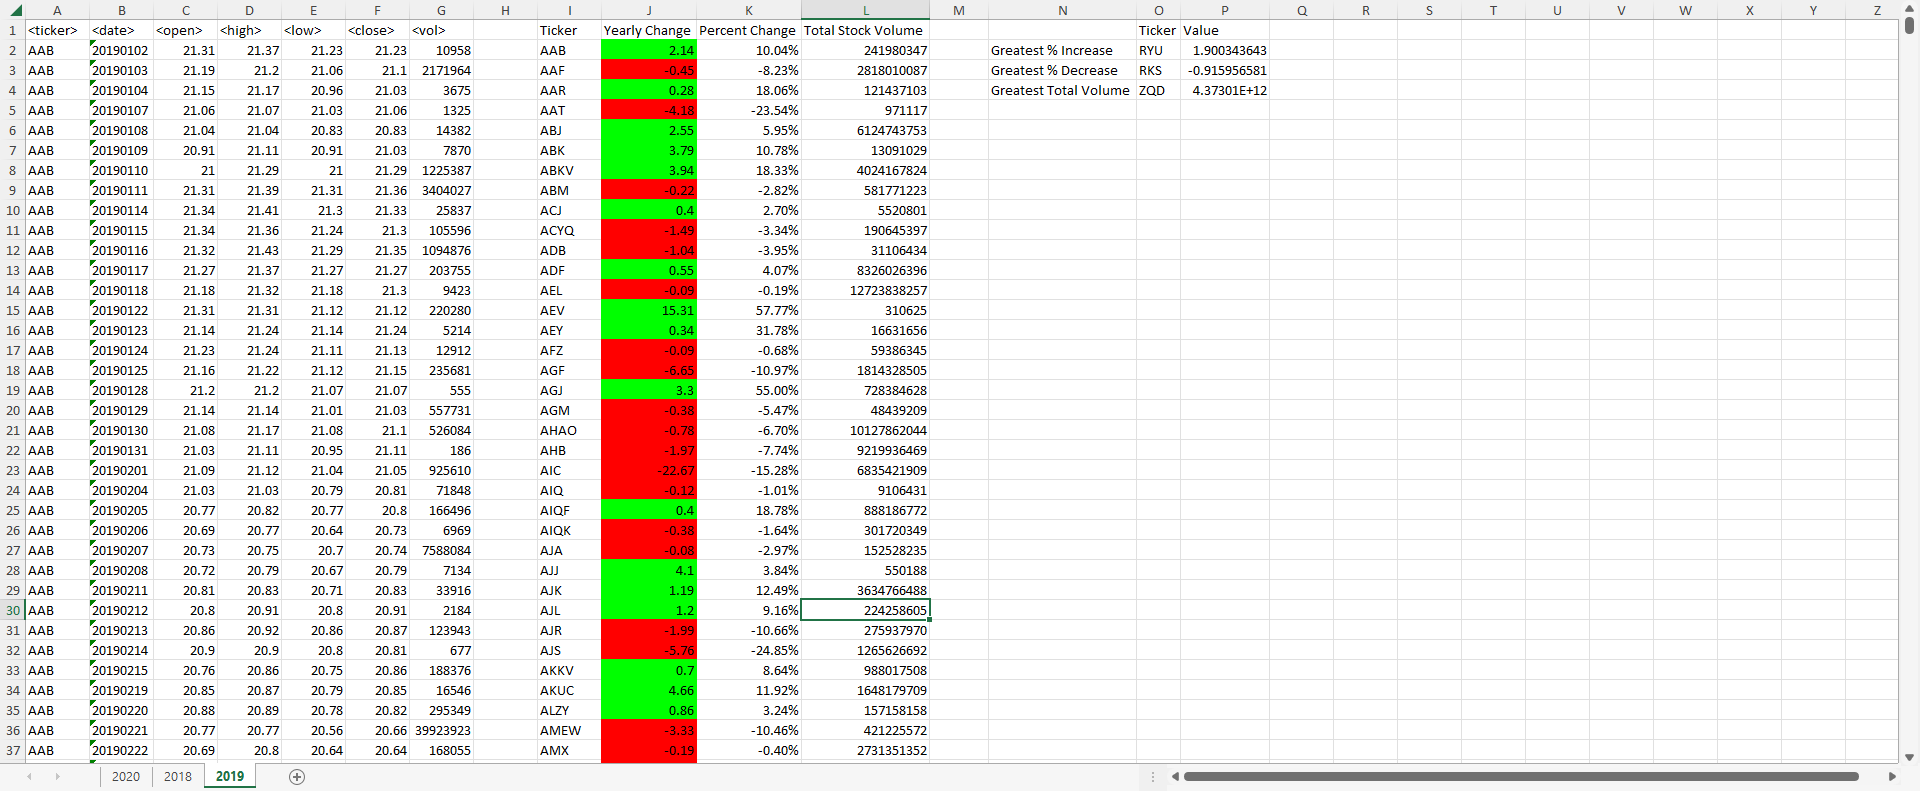 A B C D E F G H I J K L M N O P Q R S T U V W X Y Z
1 <ticker> <date> <open> <high> <low> <close> <vol> Ticker Yearly Change Percent Change Total Stock Volume Ticker Value
2 AAB 20190102 21.31 21.37 21.23 21.23 10958 AAB 2.14 10.04% 241980347 Greatest % Increase RYU 1.900343643
3 AAB 20190103 21.19 21.2 21.06 21.1 2171964 AAF -0.45 -8.23% 2818010087 Greatest % Decrease RKS -0.915956581
4 AAB 20190104 21.15 21.17 20.96 21.03 3675 AAR 0.28 18.06% 121437103 Greatest Total Volume ZQD 4.37301E+12
5 AAB 20190107 21.06 21.07 21.03 21.06 1325 AAT -4.18 -23.54% 971117
6 AAB 20190108 21.04 21.04 20.83 20.83 14382 ABJ 2.55 5.95% 6124743753
7 AAB 20190109 20.91 21.11 20.91 21.03 7870 ABK 3.79 10.78% 13091029
8 AAB 20190110 21 21.29 21 21.29 1225387 ABKV 3.94 18.33% 4024167824
9 AAB 20190111 21.31 21.39 21.31 21.36 3404027 ABM -0.22 -2.82% 581771223
10 AAB 20190114 21.34 21.41 21.3 21.33 25837 ACJ 0.4 2.70% 5520801
11 AAB 20190115 21.34 21.36 21.24 21.3 105596 ACYQ -1.49 -3.34% 190645397
12 AAB 20190116 21.32 21.43 21.29 21.35 1094876 ADB -1.04 -3.95% 31106434
13 AAB 20190117 21.27 21.37 21.27 21.27 203755 ADF 0.55 4.07% 8326026396
14 AAB 20190118 21.18 21.32 21.18 21.3 9423 AEL -0.09 -0.19% 12723838257
15 AAB 20190122 21.31 21.31 21.12 21.12 220280 AEV 15.31 57.77% 310625
16 AAB 20190123 21.14 21.24 21.14 21.24 5214 AEY 0.34 31.78% 16631656
17 AAB 20190124 21.23 21.24 21.11 21.13 12912 AFZ -0.09 -0.68% 59386345
18 AAB 20190125 21.16 21.22 21.12 21.15 235681 AGF -6.65 -10.97% 1814328505
19 AAB 20190128 21.2 21.2 21.07 21.07 555 AGJ 3.3 55.00% 728384628
20 AAB 20190129 21.14 21.14 21.01 21.03 557731 AGM -0.38 -5.47% 48439209
21 AAB 20190130 21.08 21.17 21.08 21.1 526084 AHAO -0.78 -6.70% 10127862044
22 AAB 20190131 21.03 21.11 20.95 21.11 186 AHB -1.97 -7.74% 9219936469
23 AAB 20190201 21.09 21.12 21.04 21.05 925610 AIC -22.67 -15.28% 6835421909
24 AAB 20190204 21.03 21.03 20.79 20.81 71848 AIQ -0.12 -1.01% 9106431
25 AAB 20190205 20.77 20.82 20.77 20.8 166496 AIQF 0.4 18.78% 888186772
26 AAB 20190206 20.69 20.77 20.64 20.73 6969 AIQK -0.38 -1.64% 301720349
27 AAB 20190207 20.73 20.75 20.7 20.74 7588084 AJA -0.08 -2.97% 152528235
28 AAB 20190208 20.72 20.79 20.67 20.79 7134 AJJ 4.1 3.84% 550188
29 AAB 20190211 20.81 20.83 20.71 20.83 33916 AJK 1.19 12.49% 3634766488
30 AAB 20190212 20.8 20.91 20.8 20.91 2184 AJL 1.2 9.16% 224258605
31 AAB 20190213 20.86 20.92 20.86 20.87 123943 AJR -1.99 -10.66% 275937970
32 AAB 20190214 20.9 20.9 20.8 20.81 677 AJS -5.76 -24.85% 1265626692
33 AAB 20190215 20.76 20.86 20.75 20.86 188376 AKKV 0.7 8.64% 988017508
34 AAB 20190219 20.85 20.87 20.79 20.85 16546 AKUC 4.66 11.92% 1648179709
35 AAB 20190220 20.88 20.89 20.78 20.82 295349 ALZY 0.86 3.24% 157158158
36 AAB 20190221 20.77 20.77 20.56 20.66 39923923 AMEW -3.33 -10.46% 421225572
37 AAB 20190222 20.69 20.8 20.64 20.64 168055 AMX -0.19 -0.40% 2731351352
2020 2018 2019